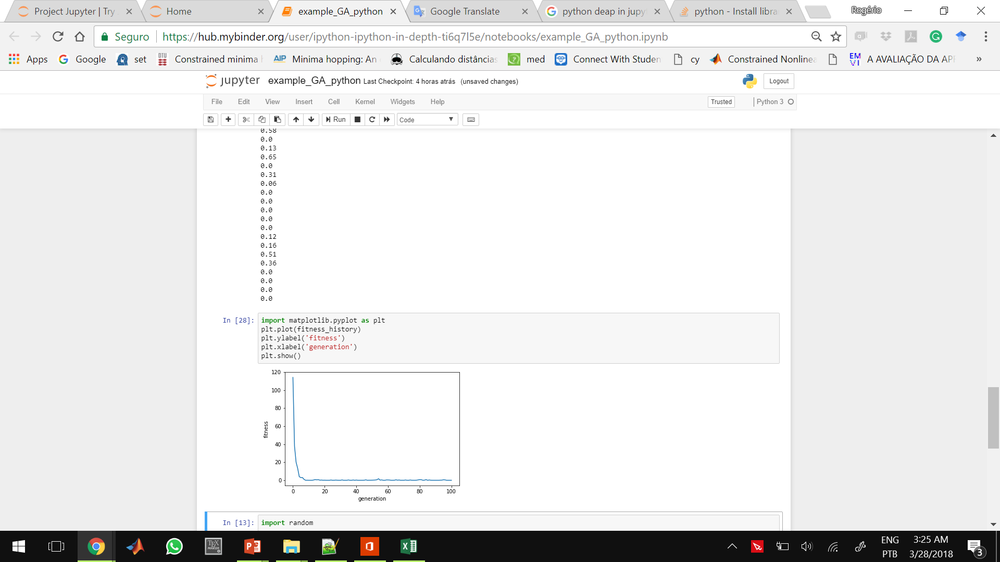 Project Jupyter | Try
Home
example_GA_python
Google Translate
python deap in jupy
python - Install libra
Rogério
Seguro
https://hub.mybinder.org/user/ipython-ipython-in-depth-ti6q7l5e/notebooks/example_GA_python.ipynb
Apps
Google
set
DTU
Constrained minima h
AIP
Minima hopping: An
Calculando distâncias
med
Connect With Studen
cy
Constrained Nonlinea
EM
A AVALIAÇÃO DA APR
»
jupyter
example_GA_python
Last Checkpoint: 4 horas atrás
(unsaved changes)
Logout
File
Edit
View
Insert
Cell
Kernel
Widgets
Help
Trusted
Python 3
Run
Code
0.58
0.0
0.13
0.65
0.0
0.31
0.06
0.0
0.0
0.0
0.0
0.0
0.12
0.16
0.51
0.36
0.0
0.0
0.0
0.0
In [28]:
import matplotlib.pyplot as plt
plt.plot(fitness_history)
plt.ylabel('fitness')
plt.xlabel('generation')
plt.show()
120
100
80
60
40
20
0
fitness
0
20
40
60
80
100
generation
In [13]:
import random
TEX
MAKER
ENG
PTB
3:25 AM
3/28/2018
3